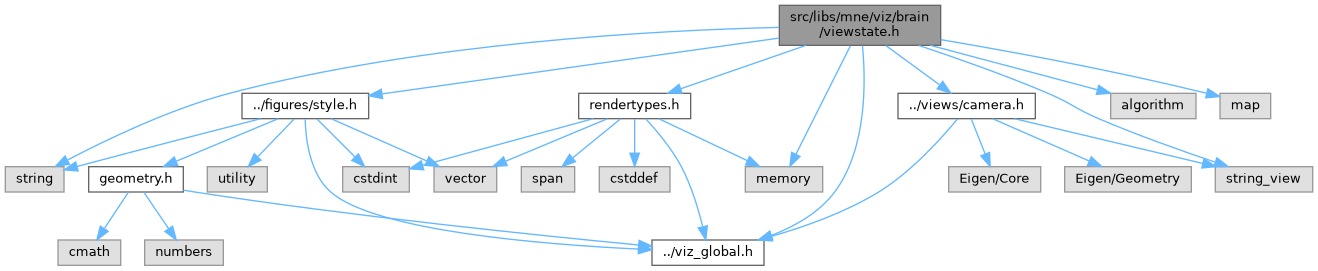 src/libs/mne/viz/brain
/viewstate.h
../figures/style.h
rendertypes.h
../views/camera.h
algorithm
map
string
geometry.h
utility
cstdint
vector
span
cstddef
memory
Eigen/Core
Eigen/Geometry
string_view
cmath
numbers
../viz_global.h